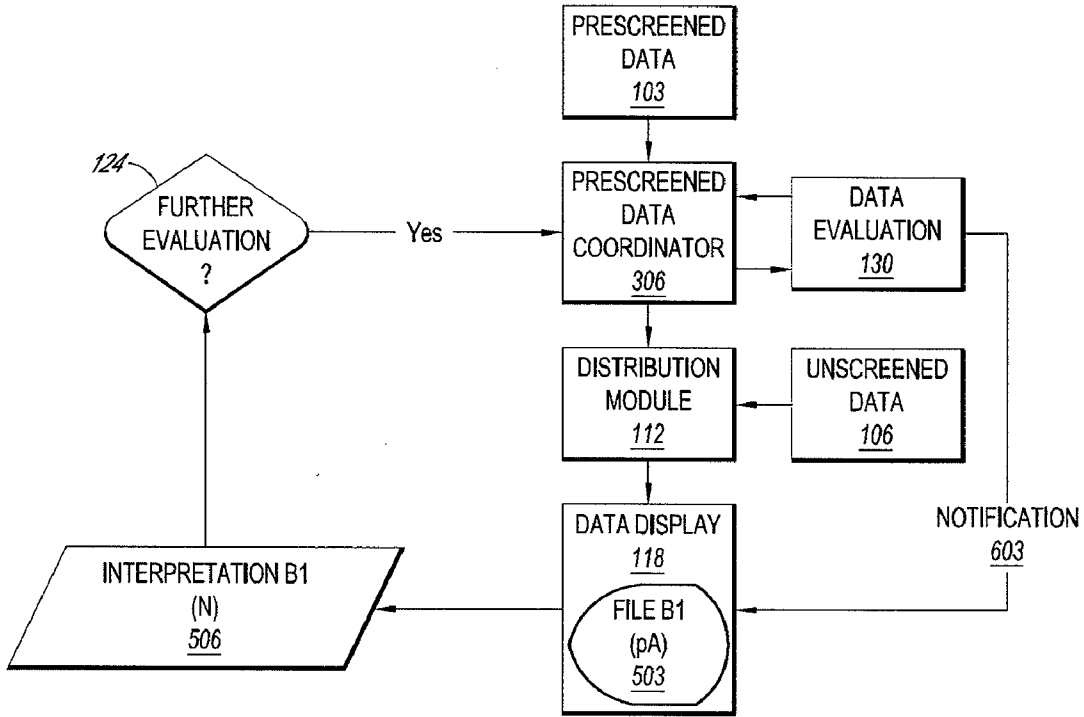 PRESCREENED
DATA
103
124
FURTHER
EVALUATION
?
Yes
PRESCREENED
DATA
COORDINATOR
306
DATA
EVALUATION
130
DISTRIBUTION
MODULE
112
UNSCREENED
DATA
106
NOTIFICATION
603
DATA DISPLAY
118
FILE B1
(pA)
503
INTERPRETATION B1
(N)
506